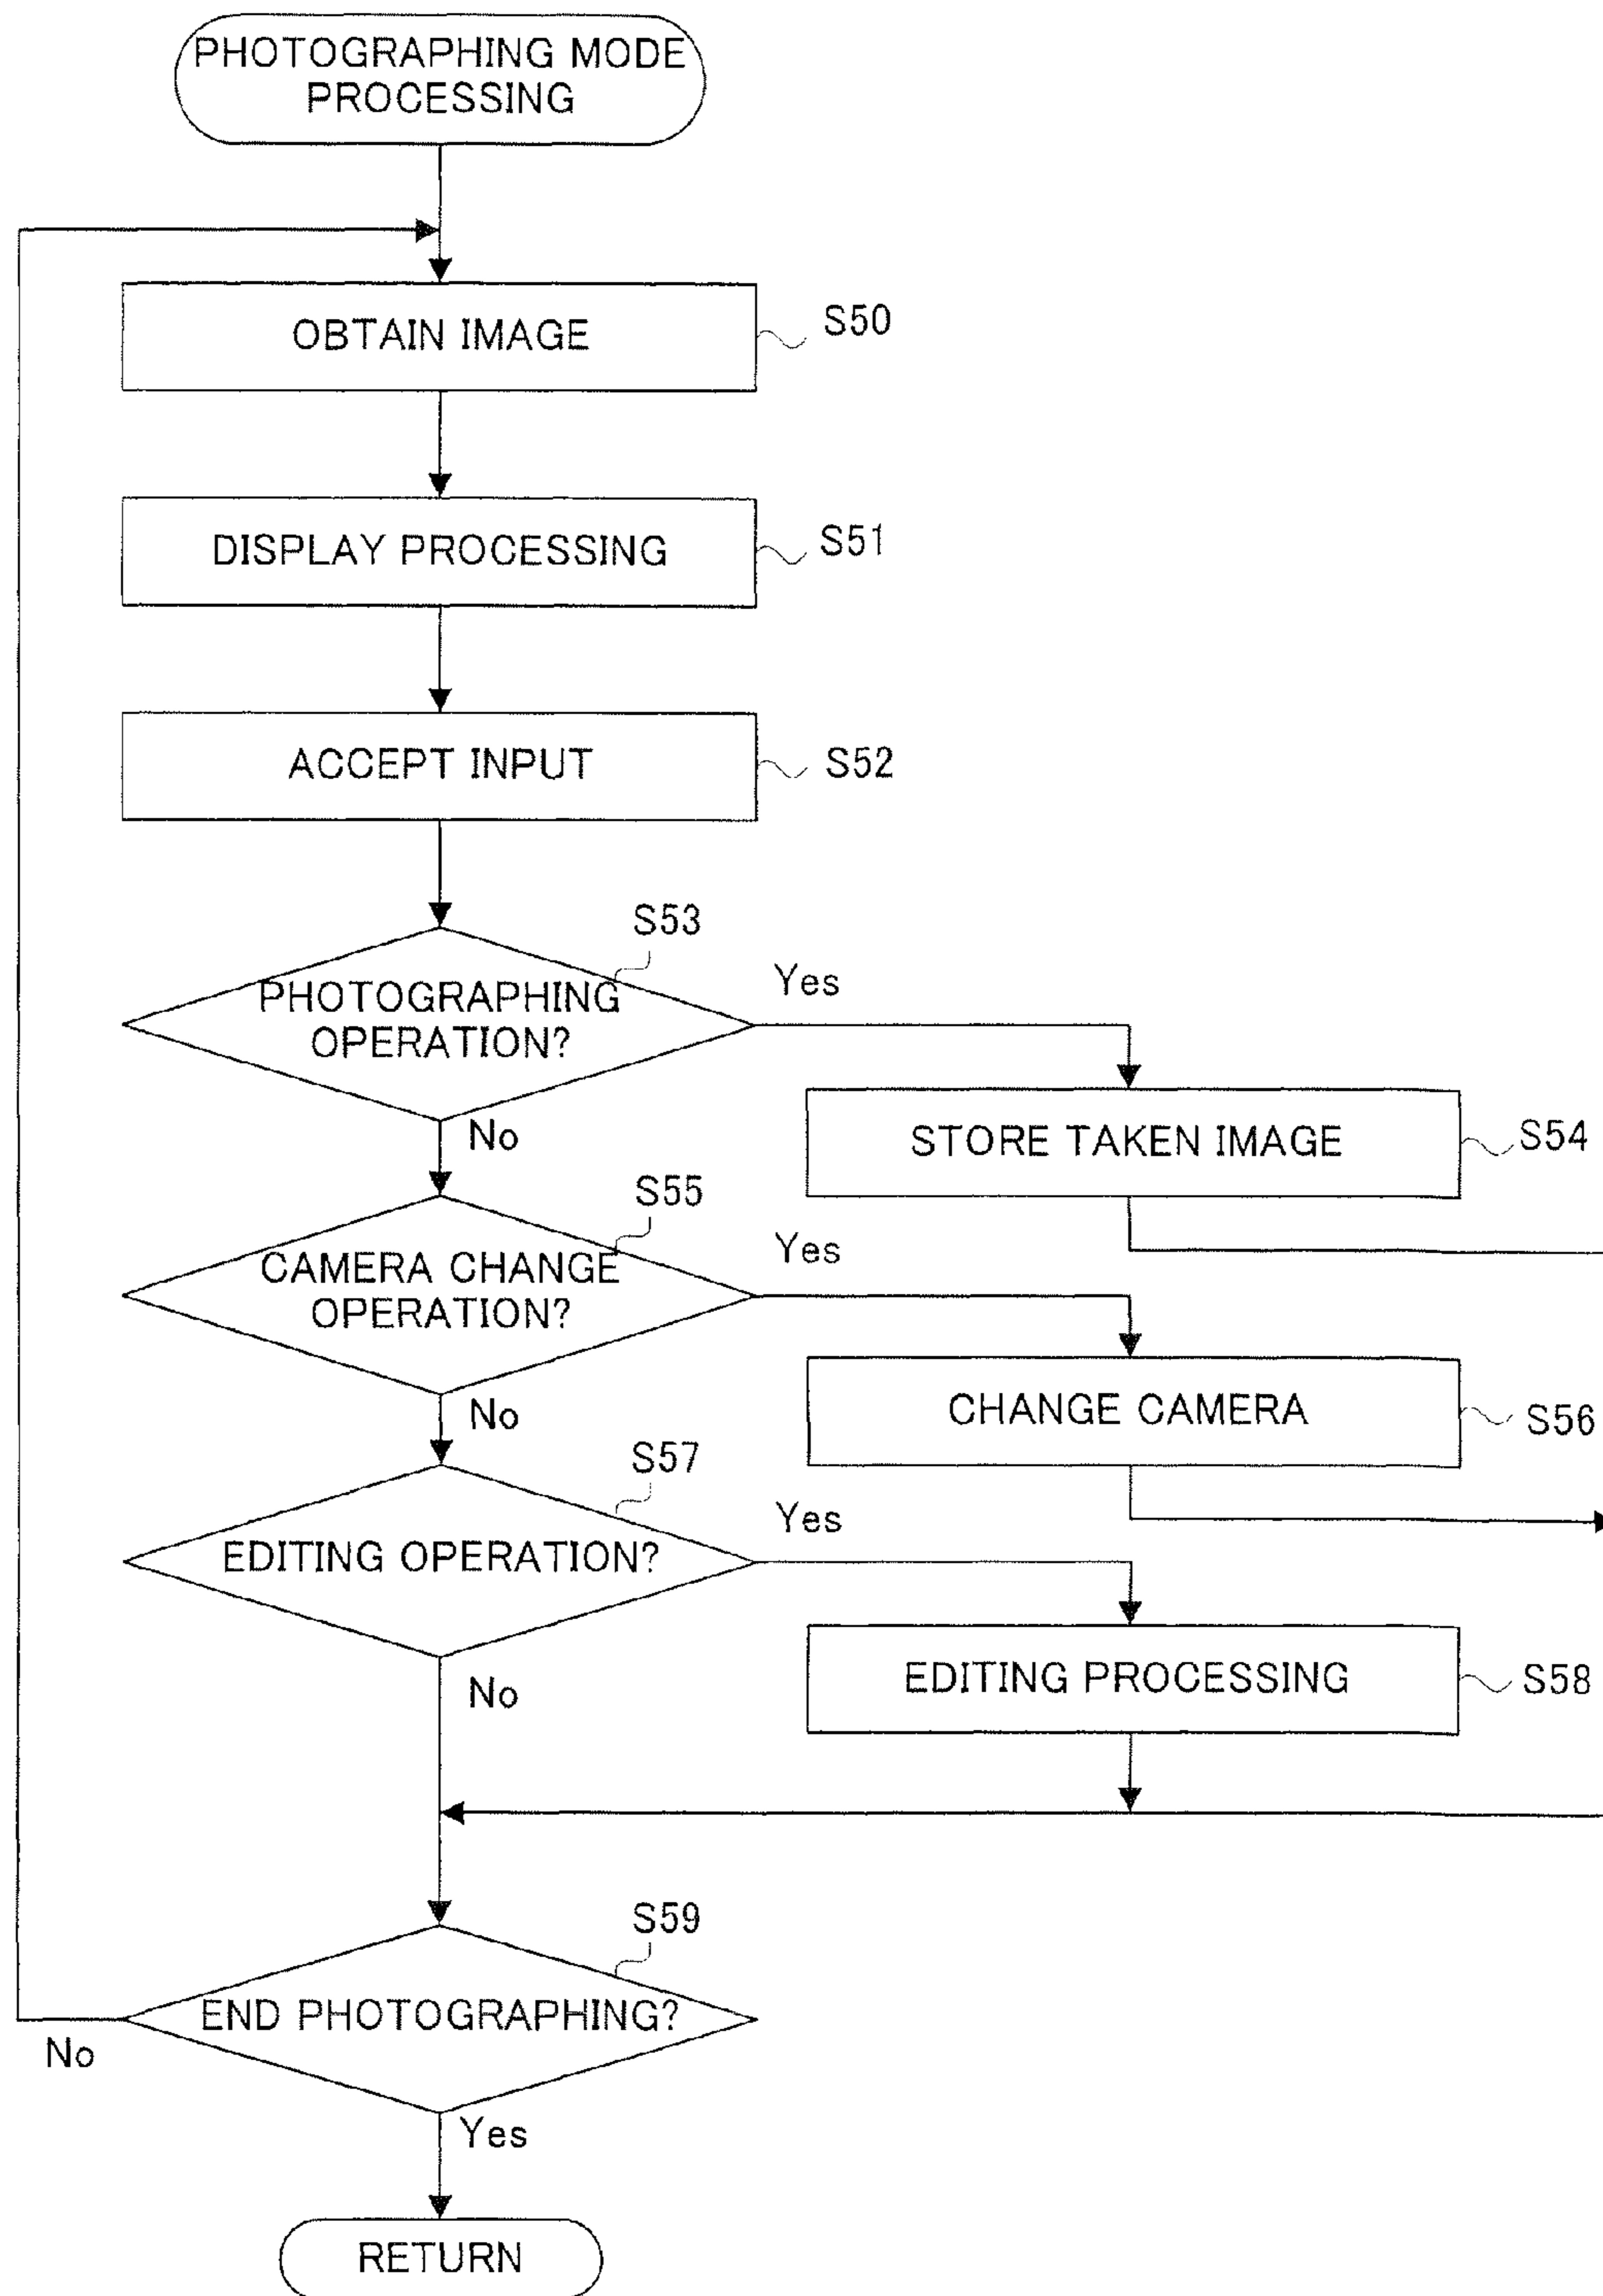 PHOTOGRAPHING MODE
PROCESSING
OBTAIN IMAGE
S50
DISPLAY PROCESSING
S51
ACCEPT INPUT
S52
S53
PHOTOGRAPHING
OPERATION?
Yes
No
STORE TAKEN IMAGE
S54
S55
CAMERA CHANGE
OPERATION?
Yes
No
CHANGE CAMERA
S56
S57
EDITING OPERATION?
Yes
No
EDITING PROCESSING
S58
S59
END PHOTOGRAPHING?
No
Yes
RETURN